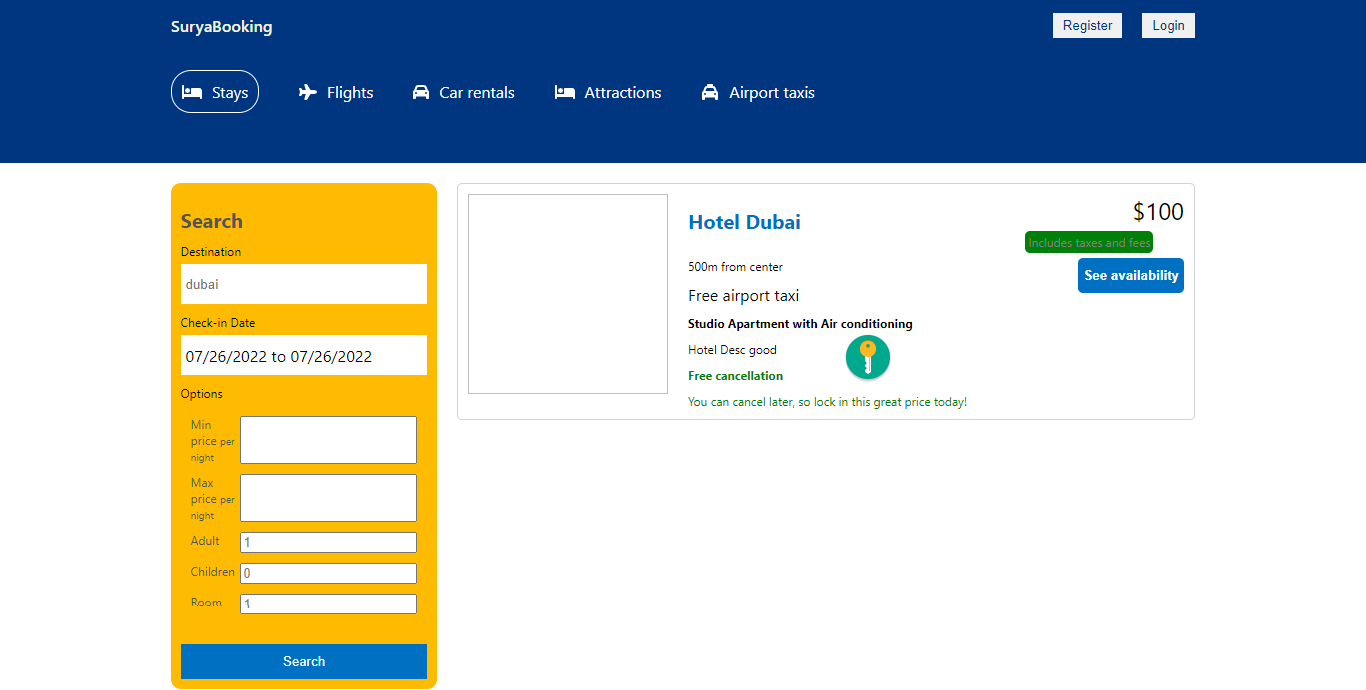 SuryaBooking
Register
Login
Stays
Flights
Car rentals
Attractions
Airport taxis
Search
Destination
dubai
Check-in Date
07/26/2022 to 07/26/2022
Options
Min
price per
night
Max
price per
night
Adult
1
Children
0
Room
1
Search
Hotel Dubai
500m from center
Free airport taxi
Studio Apartment with Air conditioning
Hotel Desc good
Free cancellation
You can cancel later, so lock in this great price today!
$100
Includes taxes and fees
See availability